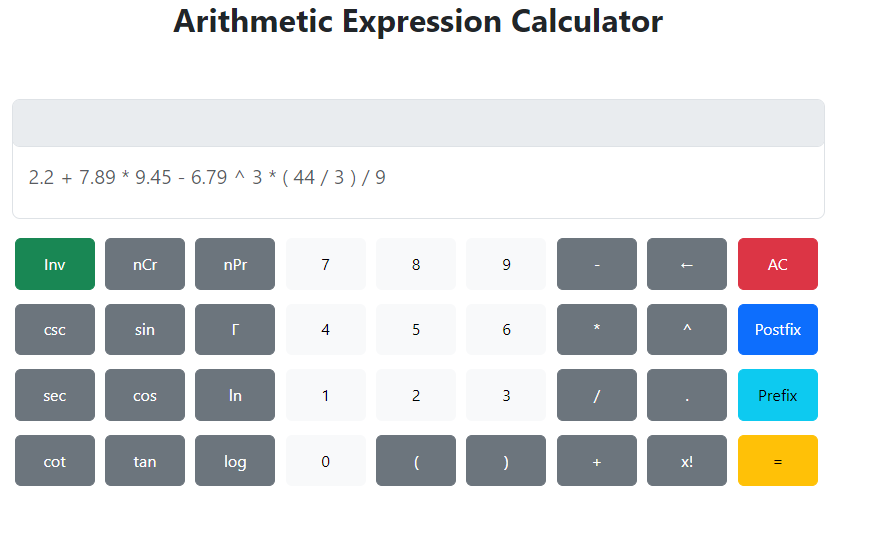 Arithmetic Expression Calculator
2.2 + 7.89 * 9.45 - 6.79 ^ 3 * ( 44 / 3 ) / 9
Inv nCr nPr 7 8 9 - ← AC
csc sin Γ 4 5 6 * ^ Postfix
sec cos ln 1 2 3 / . Prefix
cot tan log 0 ( ) + x! =